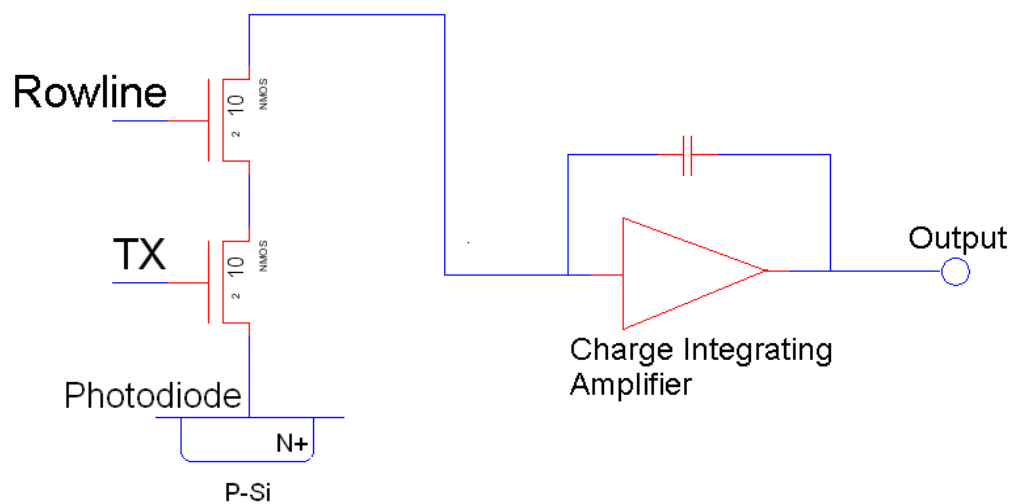 Rowline
10
2
NMOS
TX
10
2
NMOS
Output
Charge Integrating
Amplifier
Photodiode
N+
P-Si